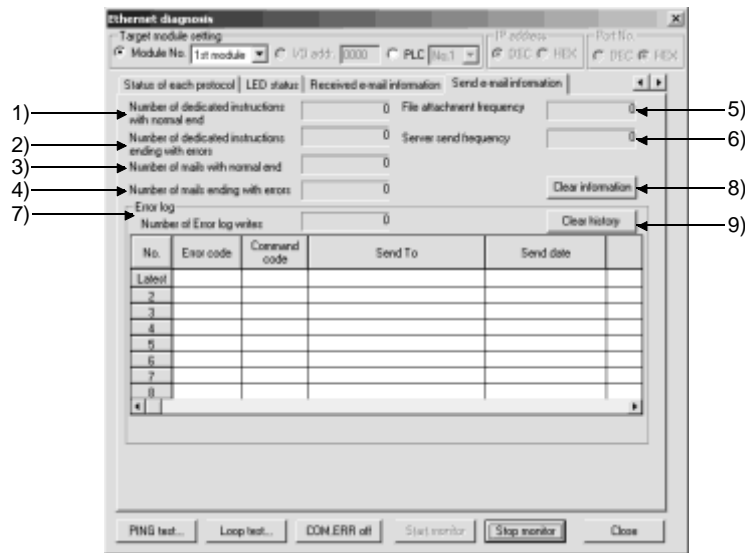 Ethernet diagnosis
Target module setting
Module No. 1st module I/O add. 0000 PLC No.1
IP address
DEC HEX
Port No.
DEC HEX
Status of each protocol LED status Received e-mail information Send e-mail information
1) Number of dedicated instructions with normal end 0
File attachment frequency 0 5)
2) Number of dedicated instructions ending with errors 0
Server send frequency 0 6)
3) Number of mails with normal end 0
4) Number of mails ending with errors 0
Clear information 8)
7) Error log
Number of Error log writes 0
Clear history 9)
No. Error code Command code Send To Send date
Latest
2
3
4
5
6
7
8
PING test... Loop test... COM.ERR off Start monitor Stop monitor Close